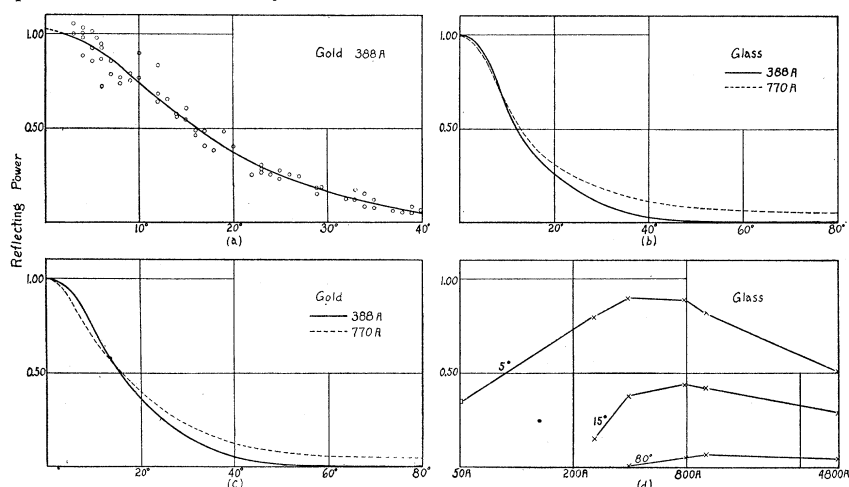 Reflecting Power
1.00
0.50
Gold 388A
10° 20° 30° 40°
(a)
1.00
0.50
Glass
388A
770A
20° 40° 60° 80°
(b)
1.00
0.50
Gold
388A
770A
20° 40° 60° 80°
(c)
1.00
0.50
Glass
5°
15°
80°
50A 200A 800A 4800A
(d)